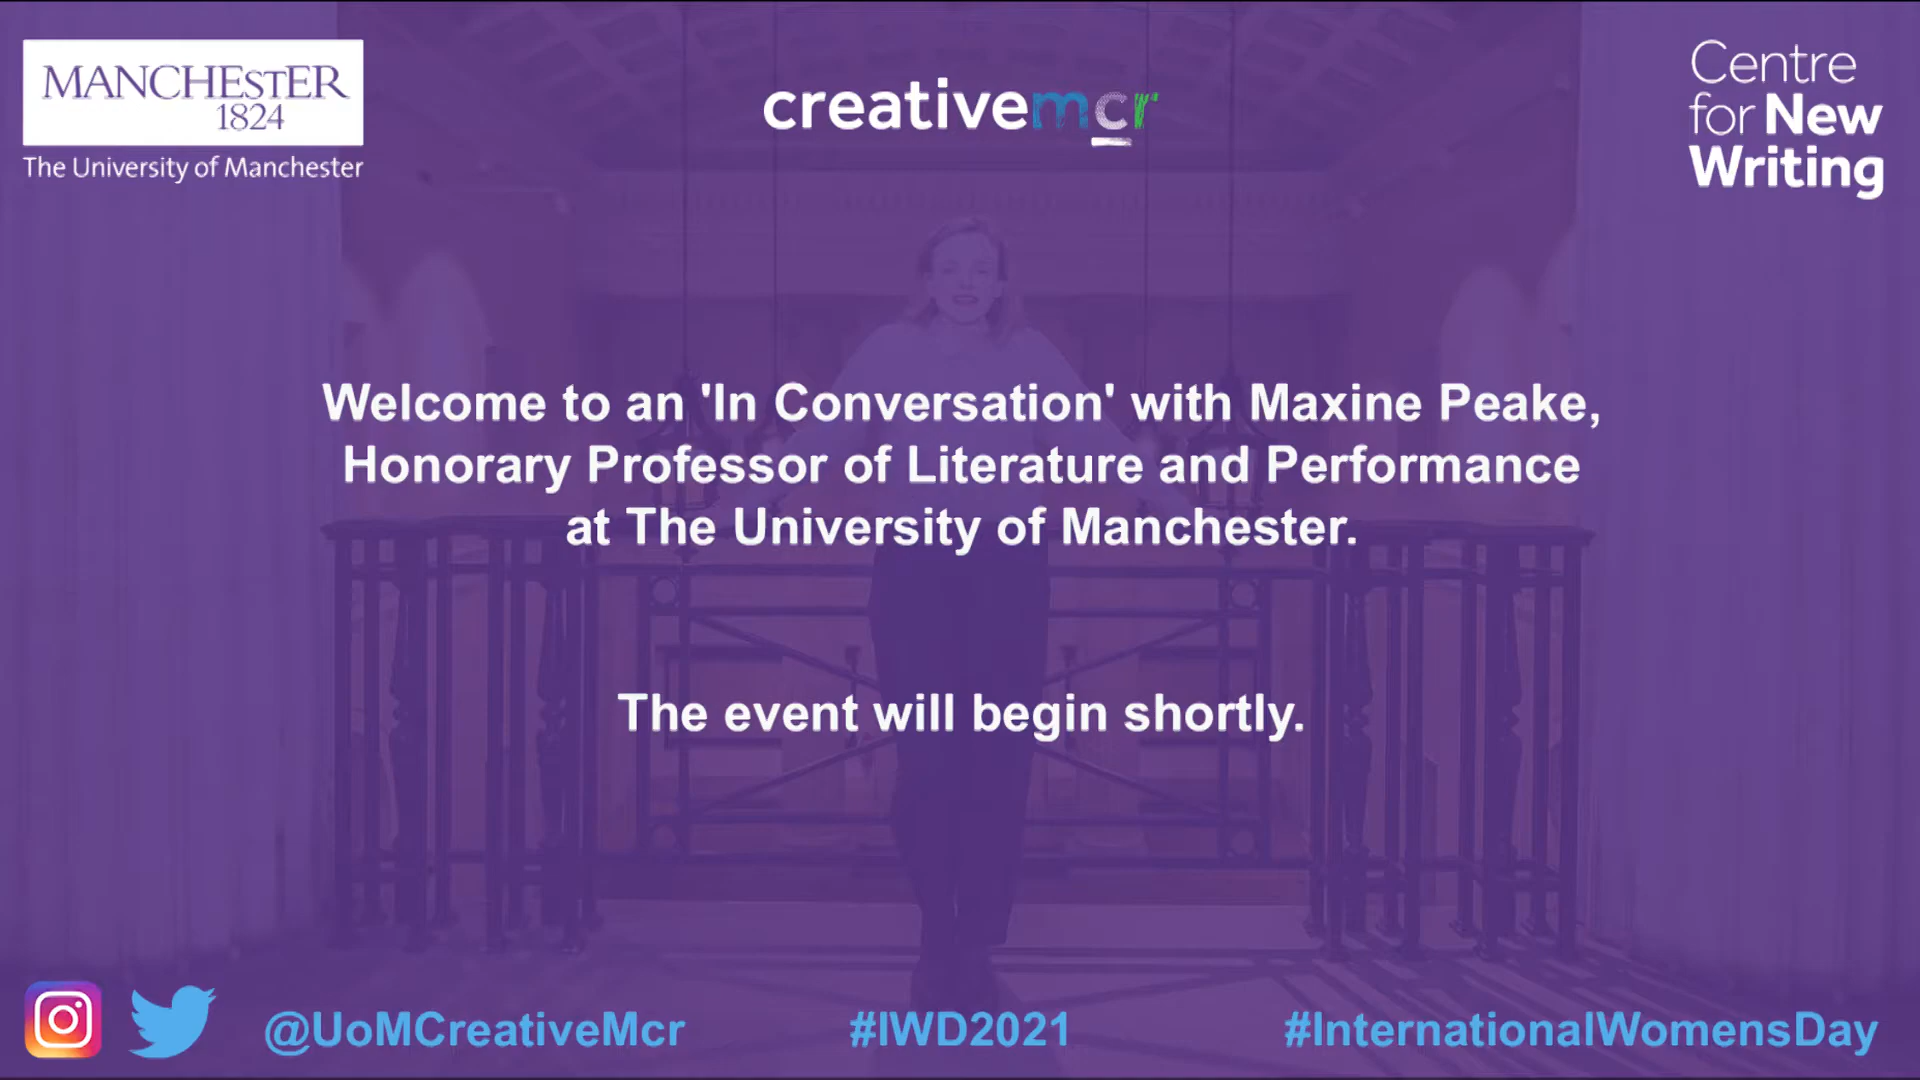 MANCHESTER
1824
The University of Manchester
creativemcr
Centre
for New
Writing
Welcome to an 'In Conversation' with Maxine Peake,
Honorary Professor of Literature and Performance
at The University of Manchester.
The event will begin shortly.
@UoMCreativeMcr
#IWD2021
#InternationalWomensDay